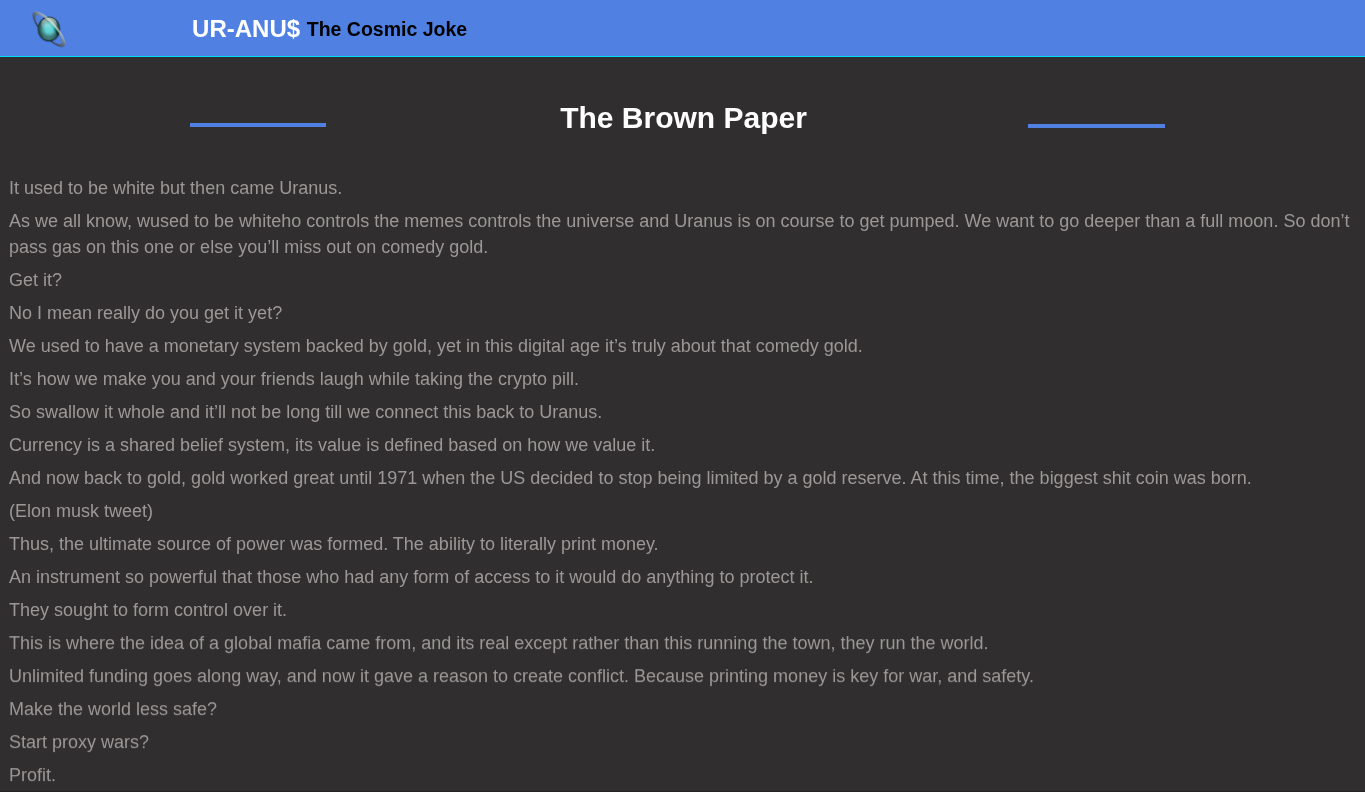 UR-ANU$ The Cosmic Joke
The Brown Paper
It used to be white but then came Uranus.
As we all know, wused to be whiteho controls the memes controls the universe and Uranus is on course to get pumped. We want to go deeper than a full moon. So don’t
pass gas on this one or else you’ll miss out on comedy gold.
Get it?
No I mean really do you get it yet?
We used to have a monetary system backed by gold, yet in this digital age it’s truly about that comedy gold.
It’s how we make you and your friends laugh while taking the crypto pill.
So swallow it whole and it’ll not be long till we connect this back to Uranus.
Currency is a shared belief system, its value is defined based on how we value it.
And now back to gold, gold worked great until 1971 when the US decided to stop being limited by a gold reserve. At this time, the biggest shit coin was born.
(Elon musk tweet)
Thus, the ultimate source of power was formed. The ability to literally print money.
An instrument so powerful that those who had any form of access to it would do anything to protect it.
They sought to form control over it.
This is where the idea of a global mafia came from, and its real except rather than this running the town, they run the world.
Unlimited funding goes along way, and now it gave a reason to create conflict. Because printing money is key for war, and safety.
Make the world less safe?
Start proxy wars?
Profit.